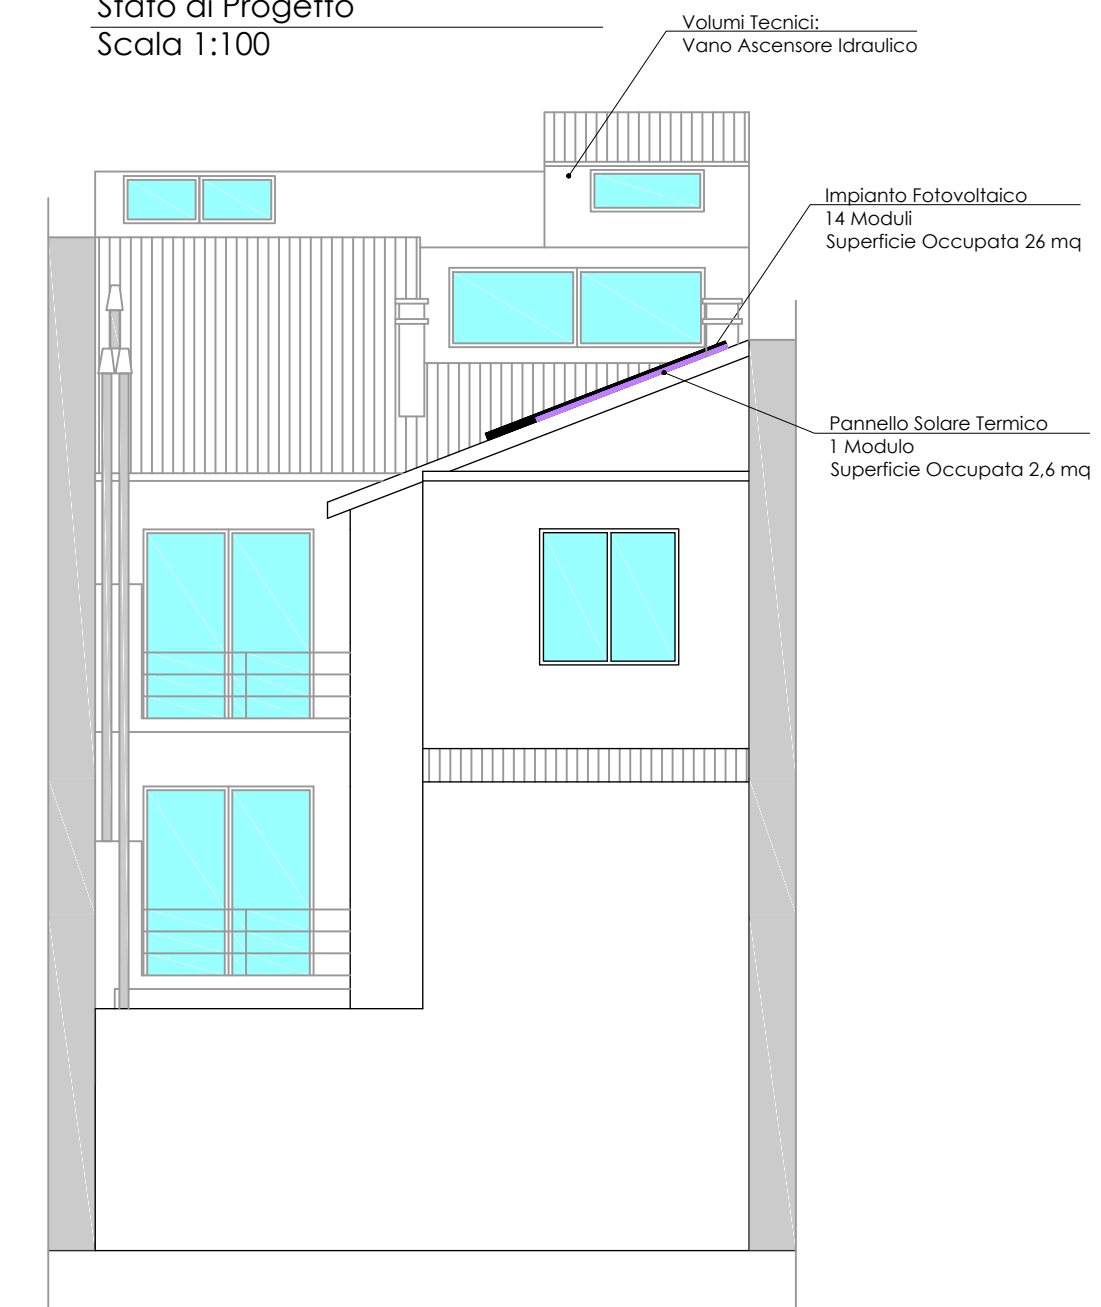 Stato di Progetto
Scala 1:100
Volumi Tecnici:
Vano Ascensore Idraulico
Impianto Fotovoltaico
14 Moduli
Superficie Occupata 26 mq
Pannello Solare Termico
1 Modulo
Superficie Occupata 2,6 mq